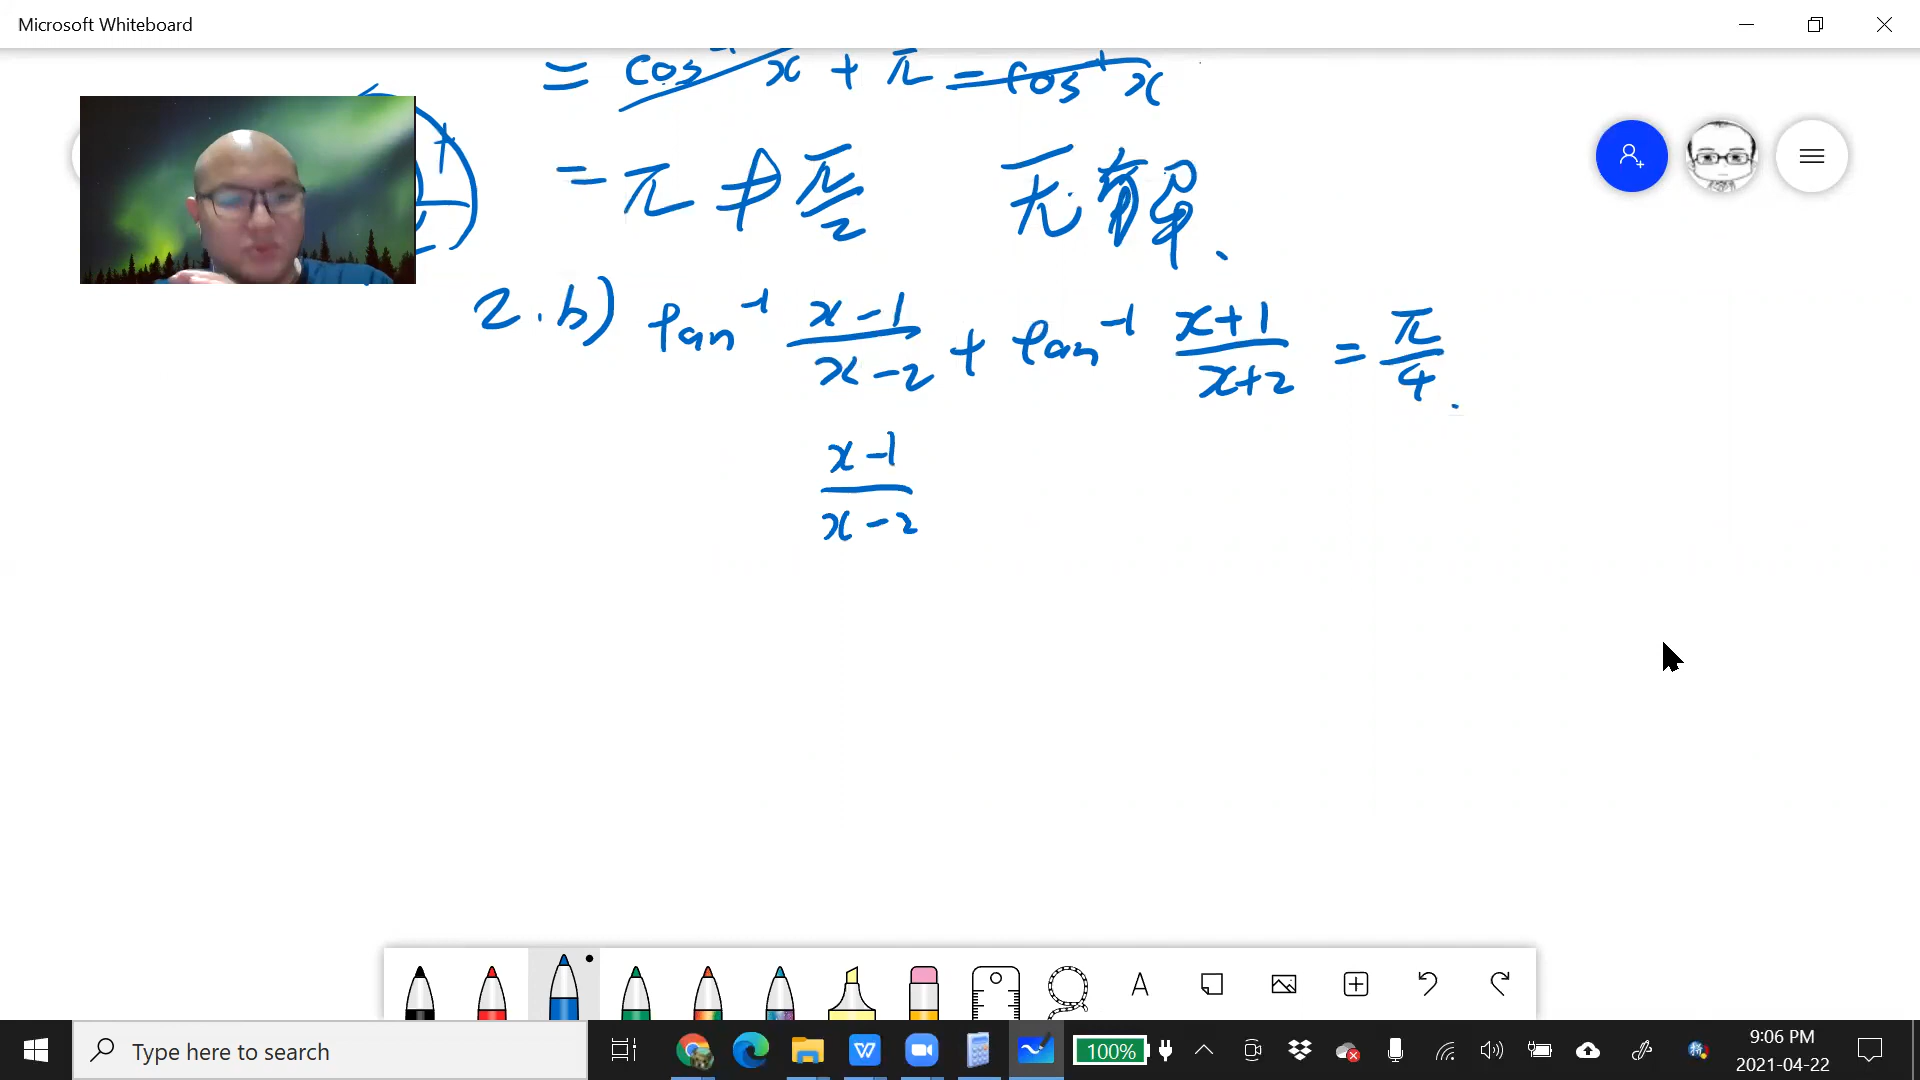 Microsoft Whiteboard
= cos⁻¹ x + π = cos⁻¹ x
= π ≠ π/2 无解.
2.b) tan⁻¹ (x-1)/(x-2) + tan⁻¹ (x+1)/(x+2) = π/4.
(x-1)/(x-2)
A
Type here to search
W
100%
9:06 PM
2021-04-22